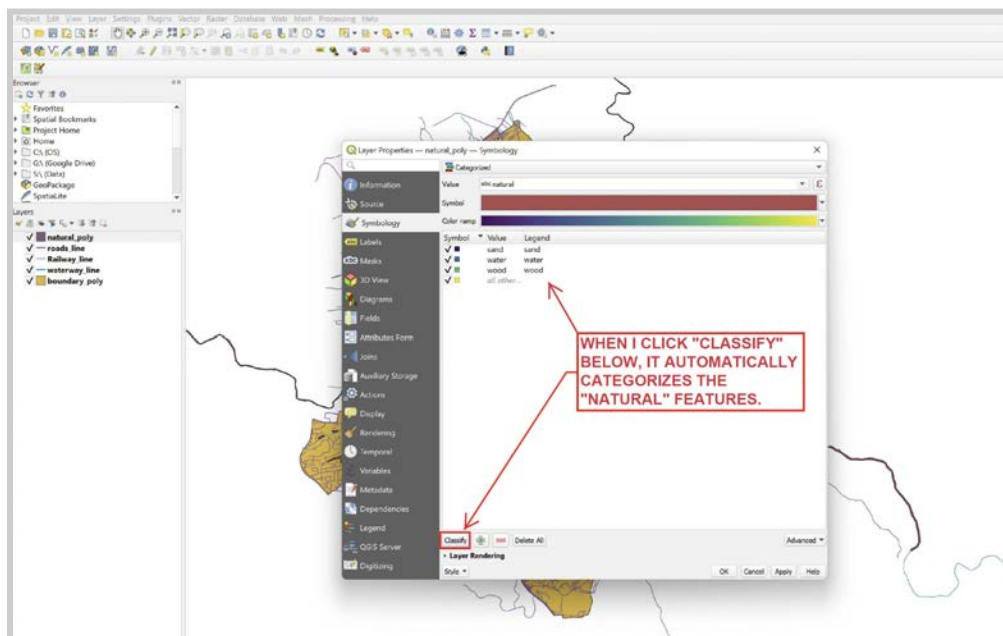 Project Edit View Layer Settings Plugins Vector Raster Database Web Mesh Processing Help
Browser
Favorites
Spatial Bookmarks
Project Home
Home
C:\ (OS)
G:\ (Google Drive)
S:\ (Data)
GeoPackage
SpatiaLite
Layers
natural_poly
roads_line
Railway_line
waterway_line
boundary_poly
Layer Properties — natural_poly — Symbology
Information
Source
Symbology
Labels
Masks
3D View
Diagrams
Fields
Attributes Form
Joins
Auxiliary Storage
Actions
Display
Rendering
Temporal
Variables
Metadata
Dependencies
Legend
QGIS Server
Digitizing
Categorized
Value abc natural
Symbol
Color ramp
Symbol Value Legend
sand sand
water water
wood wood
all other...
WHEN I CLICK "CLASSIFY"
BELOW, IT AUTOMATICALLY
CATEGORIZES THE
"NATURAL" FEATURES.
Classify Delete All Advanced
Layer Rendering
Style OK Cancel Apply Help